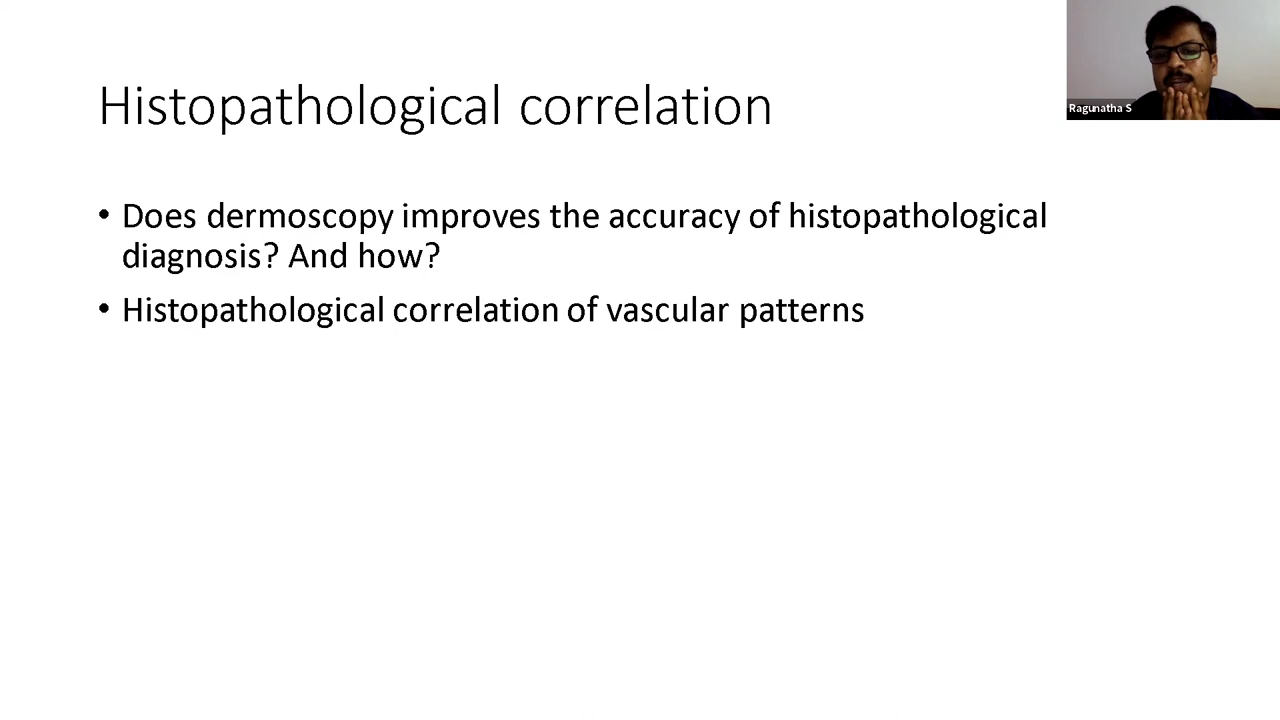 Histopathological correlation
Ragunatha S
• Does dermoscopy improves the accuracy of histopathological
diagnosis? And how?
• Histopathological correlation of vascular patterns